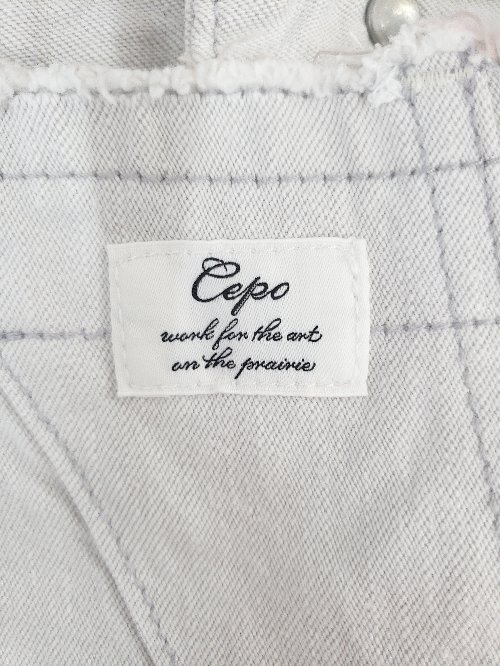 Cepo
work for the art
on the prairie